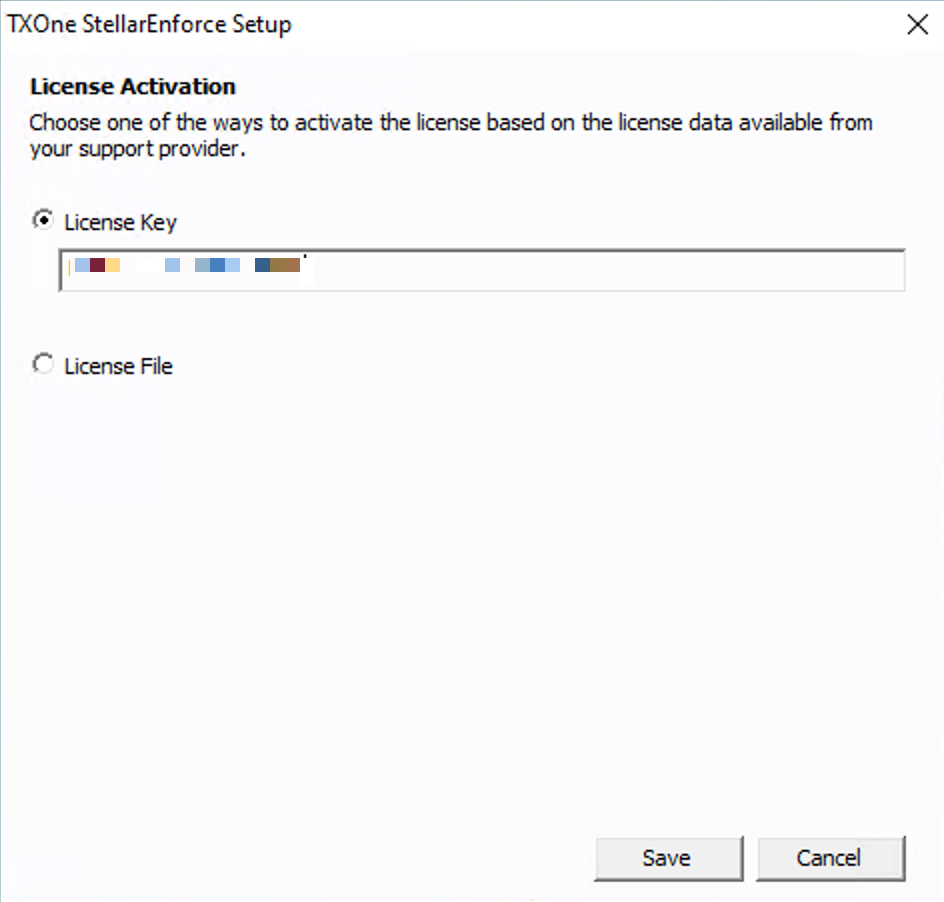 TXOne StellarEnforce Setup
License Activation
Choose one of the ways to activate the license based on the license data available from
your support provider.
License Key
License File
Save
Cancel